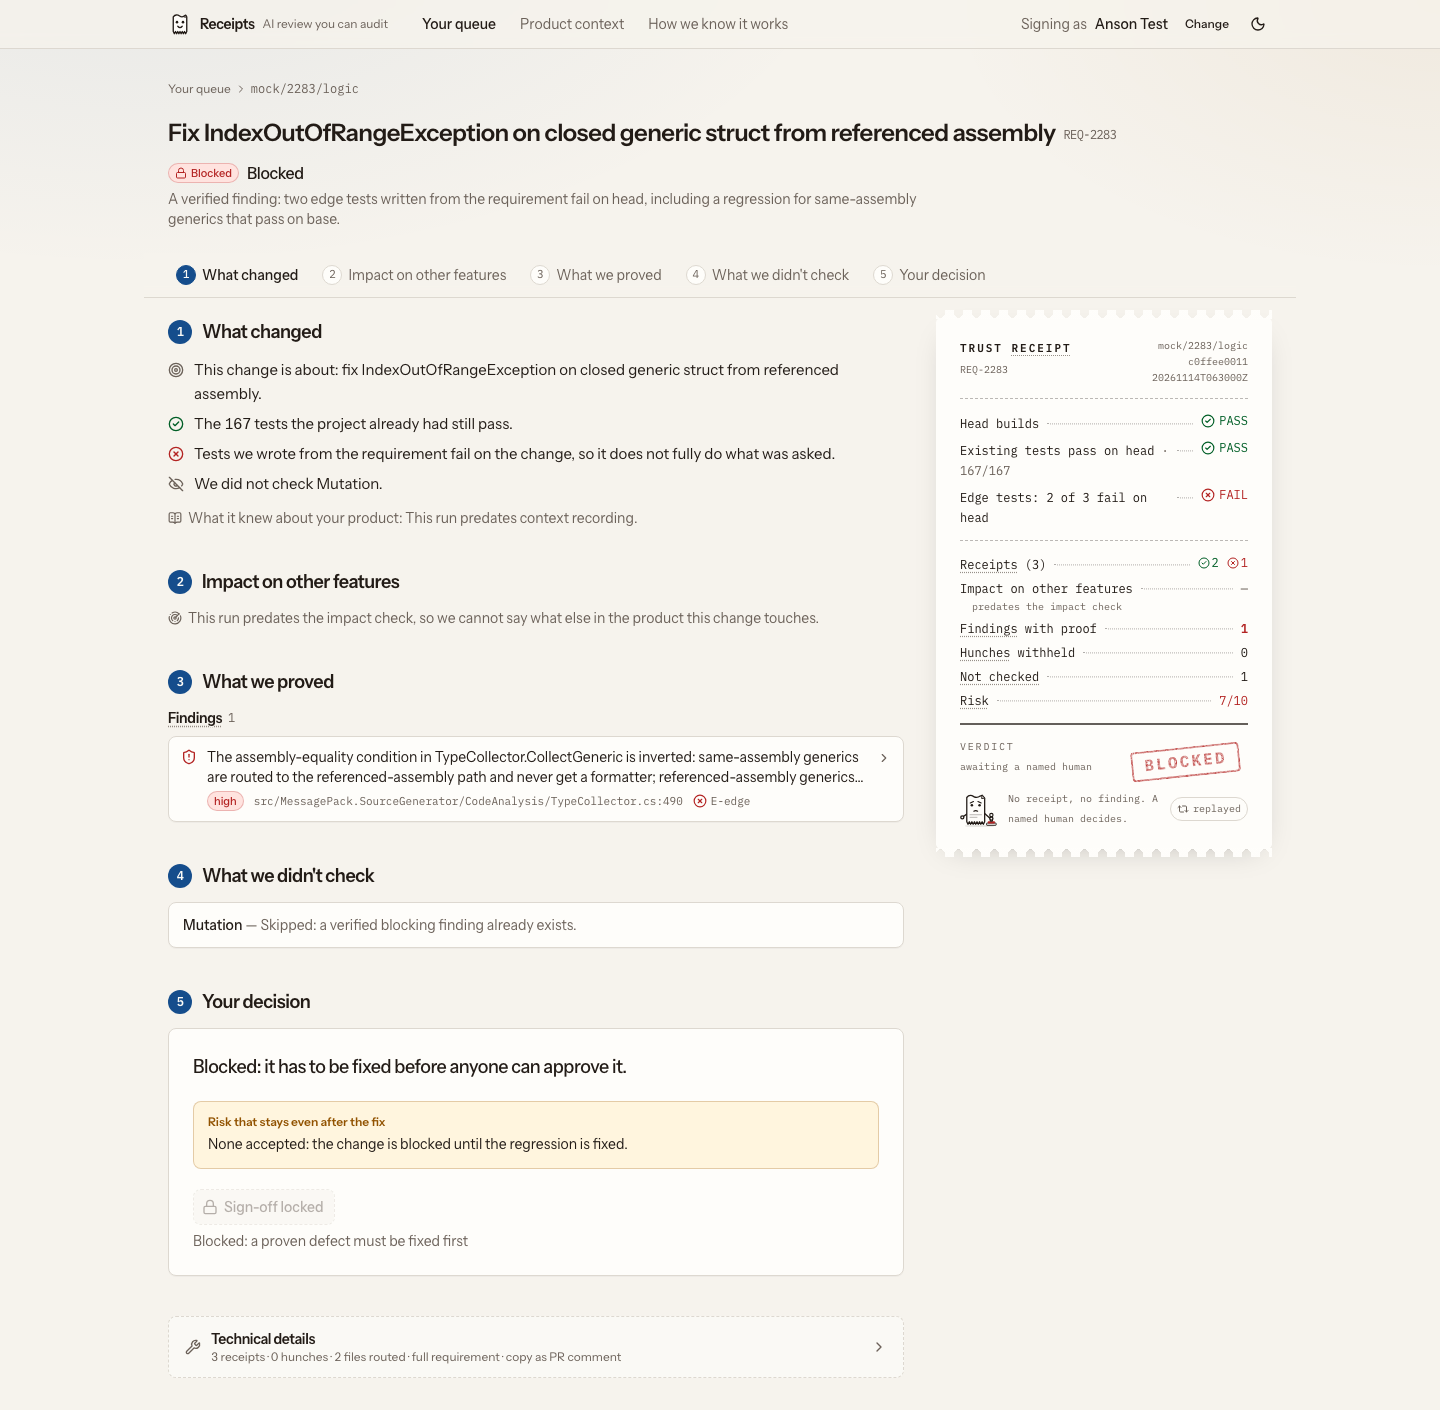 Receipts AI review you can audit Your queue Product context How we know it works Signing as Anson Test Change
Your queue mock/2283/logic
Fix IndexOutOfRangeException on closed generic struct from referenced assembly REQ-2283
Blocked Blocked
A verified finding: two edge tests written from the requirement fail on head, including a regression for same-assembly
generics that pass on base.
1 What changed 2 Impact on other features 3 What we proved 4 What we didn't check 5 Your decision
1 What changed
This change is about: fix IndexOutOfRangeException on closed generic struct from referenced
assembly.
The 167 tests the project already had still pass.
Tests we wrote from the requirement fail on the change, so it does not fully do what was asked.
We did not check Mutation.
What it knew about your product: This run predates context recording.
2 Impact on other features
This run predates the impact check, so we cannot say what else in the product this change touches.
3 What we proved
Findings 1
The assembly-equality condition in TypeCollector.CollectGeneric is inverted: same-assembly generics
are routed to the referenced-assembly path and never get a formatter; referenced-assembly generics...
high src/MessagePack.SourceGenerator/CodeAnalysis/TypeCollector.cs:490 E-edge
4 What we didn't check
Mutation — Skipped: a verified blocking finding already exists.
5 Your decision
Blocked: it has to be fixed before anyone can approve it.
Risk that stays even after the fix
None accepted: the change is blocked until the regression is fixed.
Sign-off locked
Blocked: a proven defect must be fixed first
Technical details
3 receipts · 0 hunches · 2 files routed · full requirement · copy as PR comment
TRUST RECEIPT
REQ-2283
mock/2283/logic
c0ffee0011
20261114T063000Z
Head builds PASS
Existing tests pass on head · PASS
167/167
Edge tests: 2 of 3 fail on FAIL
head
Receipts (3) 2 1
Impact on other features —
predates the impact check
Findings with proof 1
Hunches withheld 0
Not checked 1
Risk 7/10
VERDICT
awaiting a named human
BLOCKED
No receipt, no finding. A
named human decides.
replayed